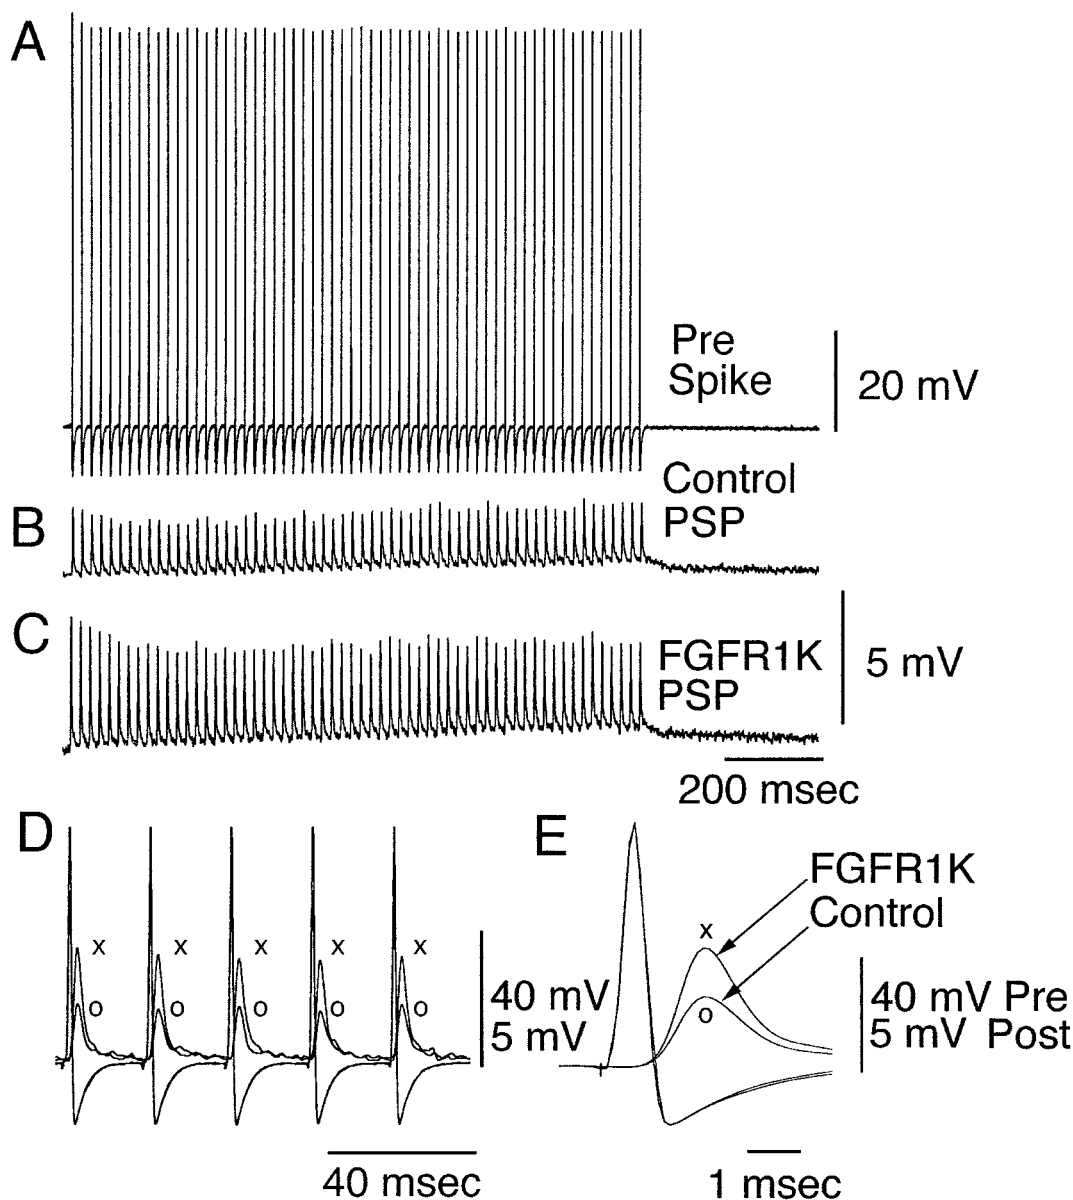 A
Pre
Spike
20 mV
Control
PSP
B
C
FGFR1K
PSP
5 mV
200 msec
D
x x x x x
o o o o o
40 mV
5 mV
40 msec
E
FGFR1K
Control
x
o
40 mV Pre
5 mV Post
1 msec